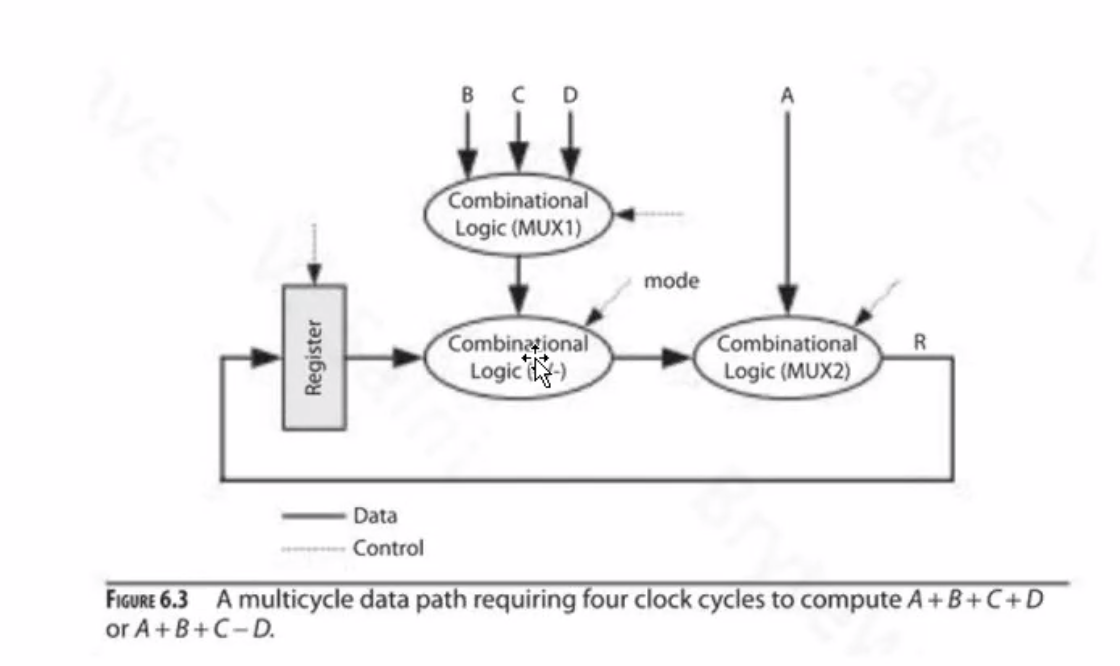 B C D A
Combinational
Logic (MUX1)
mode
Register
Combinational
Logic -)
Combinational
Logic (MUX2)
R
Data
Control
FIGURE 6.3 A multicycle data path requiring four clock cycles to compute A + B + C + D
or A + B + C – D.